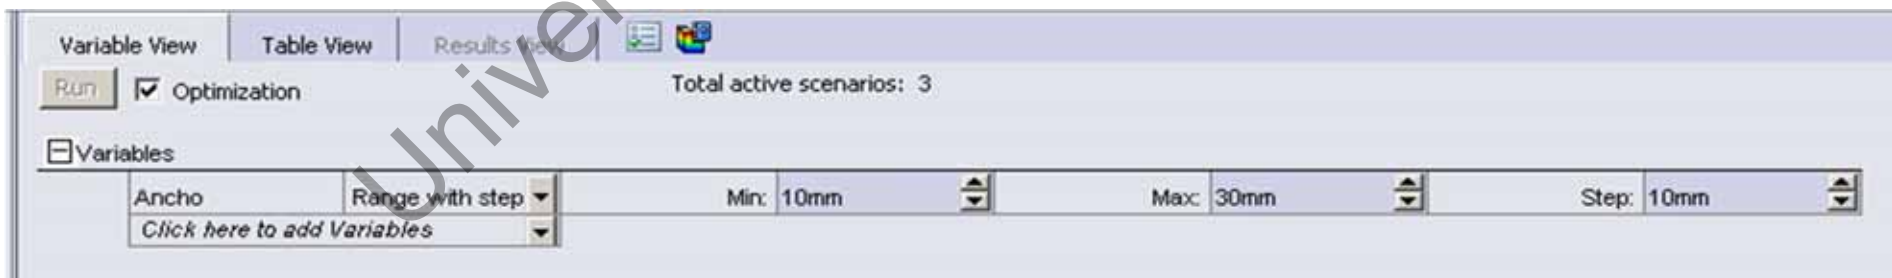 Variable View Table View Results View
Run Optimization Total active scenarios: 3
Variables
Ancho Range with step Min: 10mm Max: 30mm Step: 10mm
Click here to add Variables
Univer